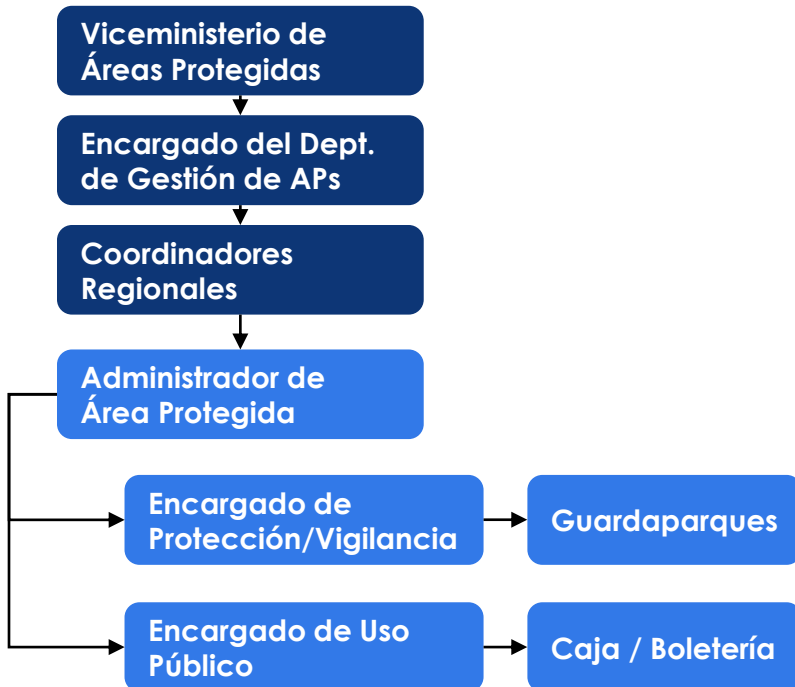 Viceministerio de
Áreas Protegidas
Encargado del Dept.
de Gestión de APs
Coordinadores
Regionales
Administrador de
Área Protegida
Encargado de
Protección/Vigilancia
Guardaparques
Encargado de Uso
Público
Caja / Boletería